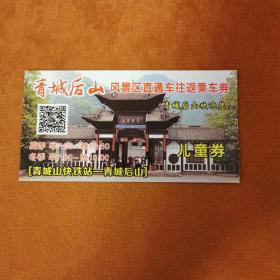 青城后山 风景区直通车往返乘车券
青城后山欢迎您!
儿童券
[青城山快铁站—青城后山]